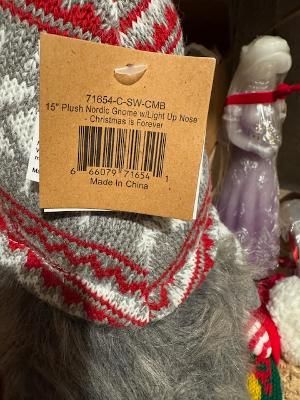 71654-C-SW-CMB
15" Plush Nordic Gnome w/Light Up Nose
- Christmas is Forever
6 66079 71654 1
Made In China